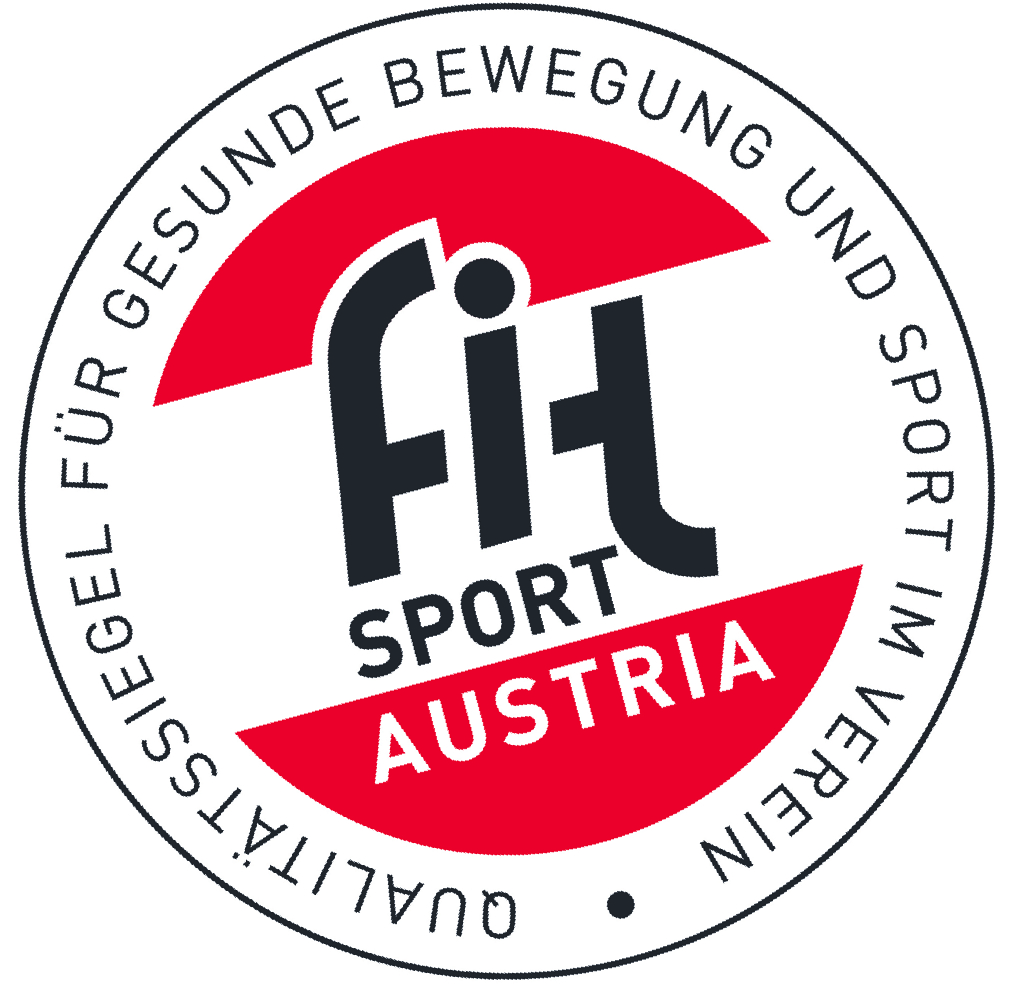 QUALITÄTSSIEGEL FÜR GESUNDE BEWEGUNG UND SPORT IM VEREIN •
fit
SPORT
AUSTRIA